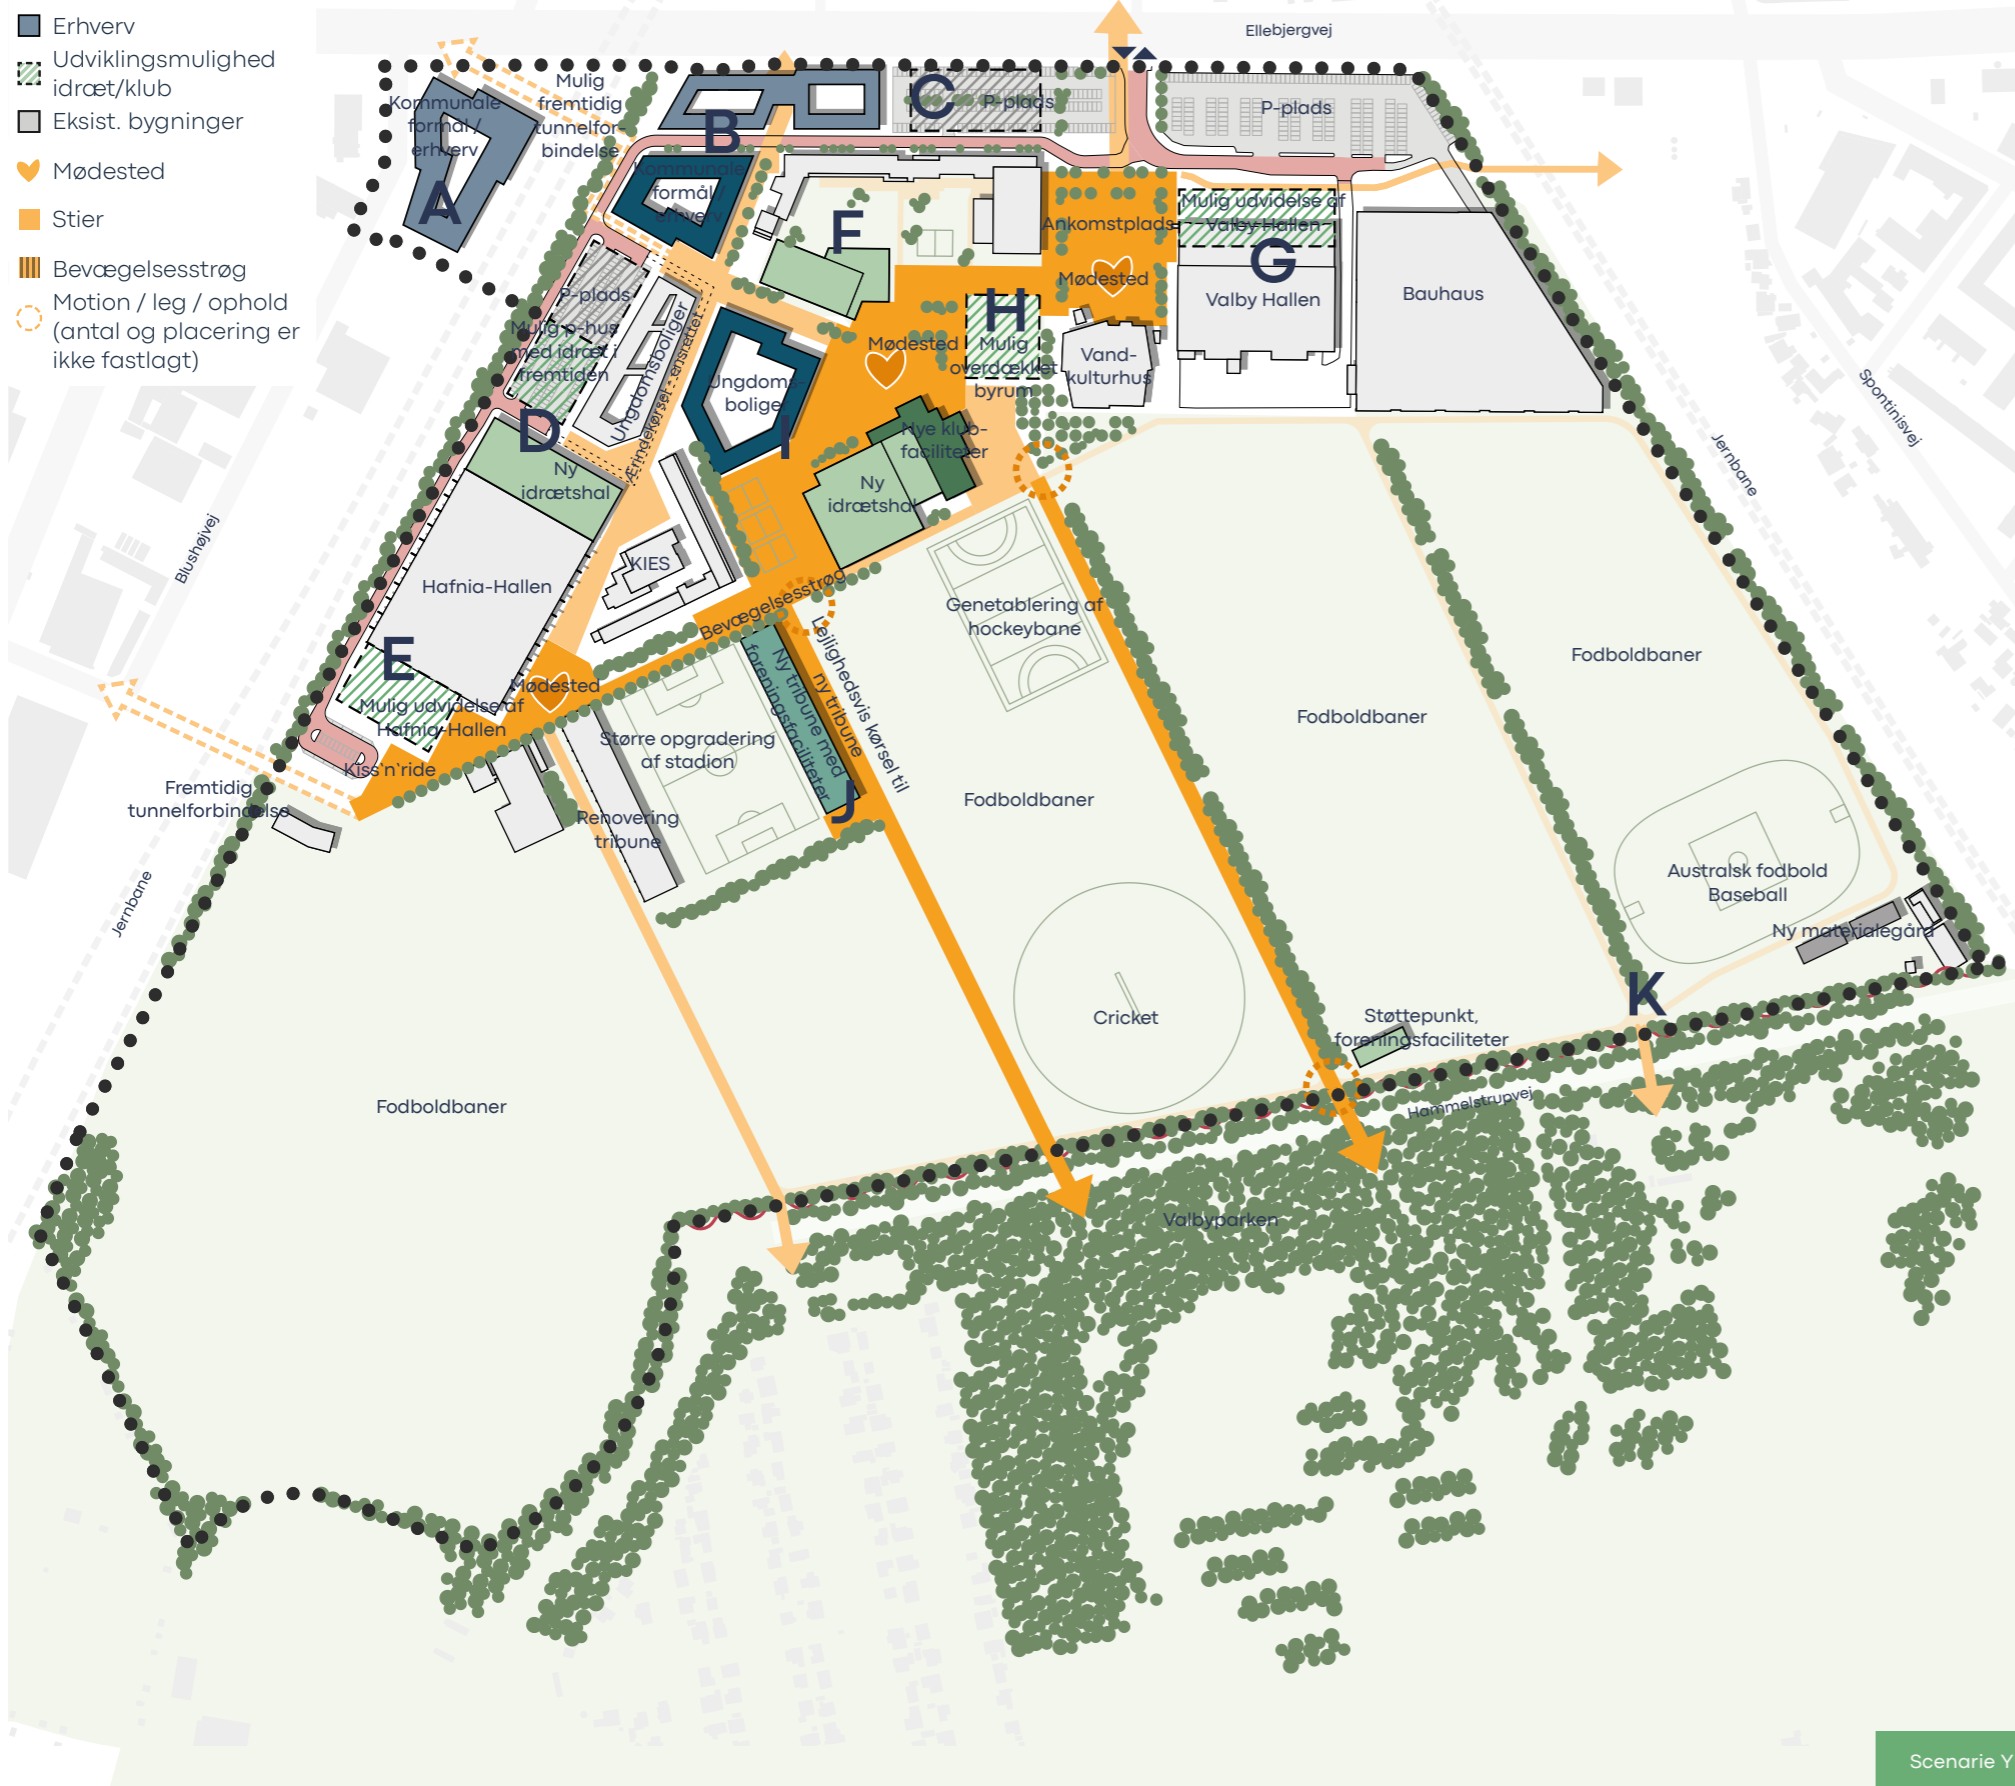 Erhverv
Udviklingsmulighed
idræt/klub
Eksist. bygninger
Mødested
Stier
Bevægelsesstrøg
Motion / leg / ophold
(antal og placering er
ikke fastlagt)
Ellebjergvej
Kommunale
formål /
erhverv
A
Mulig
fremtidig
tunnelfor-
bindelse
B
Kommunale
formål /
erhverv
C
P-plads
P-plads
F
Ankomstplads
Mødested
Mulig udvidelse af
Valby Hallen
G
Valby Hallen
Bauhaus
P-plads
Mulig p-hus
med idræt i
fremtiden
Ungdomsboliger
Ærindekørsel - ensrettet
D
Ungdoms-
boliger
I
Mødested
H
Mulig
overdækket
byrum
Vand-
kulturhus
Nye klub-
faciliteter
Ny
idrætshal
Ny
idrætshal
Spontinisvej
Jernbane
Blushøjvej
Hafnia-Hallen
KIES
Bevægelsesstrøg
E
Mulig udvidelse af
Hafnia-Hallen
Mødested
Kiss'n'ride
Fremtidig
tunnelforbindelse
Jernbane
Større opgradering
af stadion
Renovering
tribune
Ny tribune med
foreningsfaciliteter
Lejlighedsvis kørsel til
ny tribune
J
Genetablering af
hockeybane
Fodboldbaner
Fodboldbaner
Fodboldbaner
Australsk fodbold
Baseball
Ny materialegård
K
Cricket
Støttepunkt,
foreningsfaciliteter
Hammelstrupvej
Fodboldbaner
Valbyparken
Scenarie Y